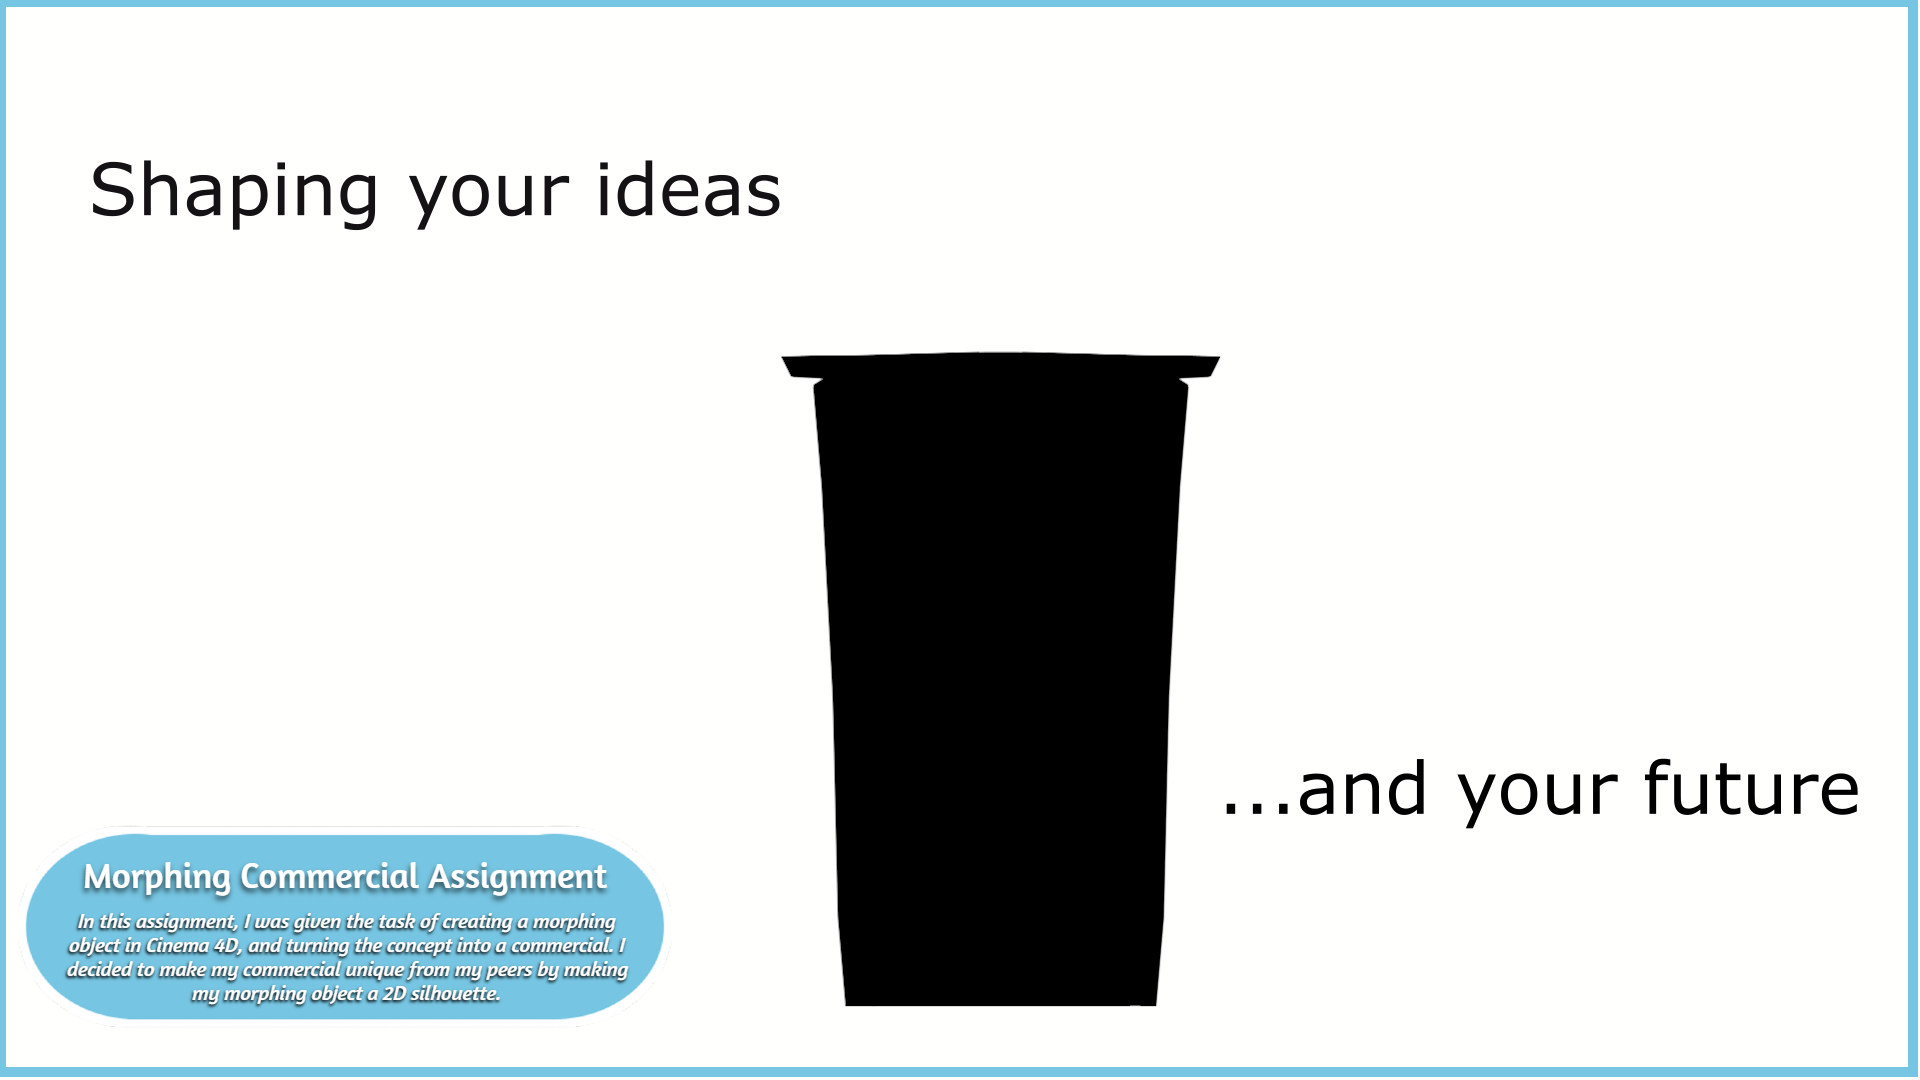 Shaping your ideas
...and your future
Morphing Commercial Assignment
In this assignment, I was given the task of creating a morphing
object in Cinema 4D, and turning the concept into a commercial. I
decided to make my commercial unique from my peers by making
my morphing object a 2D silhouette.